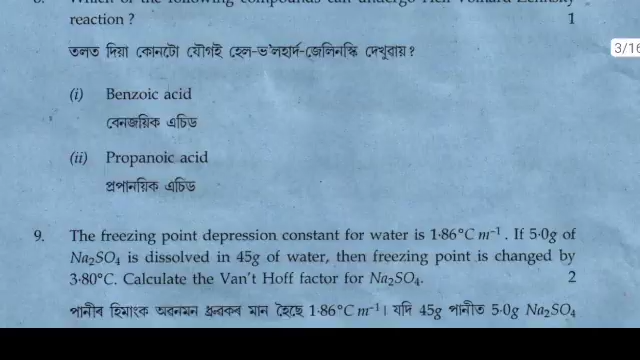 reaction ? 1
তলত দিয়া কোনটো যৌগই হেল-ভ'লহার্দ-জেলিনস্কি দেখুৱায় ?
3/16
(i) Benzoic acid
বেনজয়িক এচিড
(ii) Propanoic acid
প্ৰপানয়িক এচিড
9. The freezing point depression constant for water is 1·86°C m⁻¹. If 5·0g of
Na₂SO₄ is dissolved in 45g of water, then freezing point is changed by
3·80°C. Calculate the Van't Hoff factor for Na₂SO₄. 2
পানীৰ হিমাংক অৱনমন ধ্ৰুৱকৰ মান হৈছে 1·86°C m⁻¹। যদি 45g পানীত 5·0g Na₂SO₄